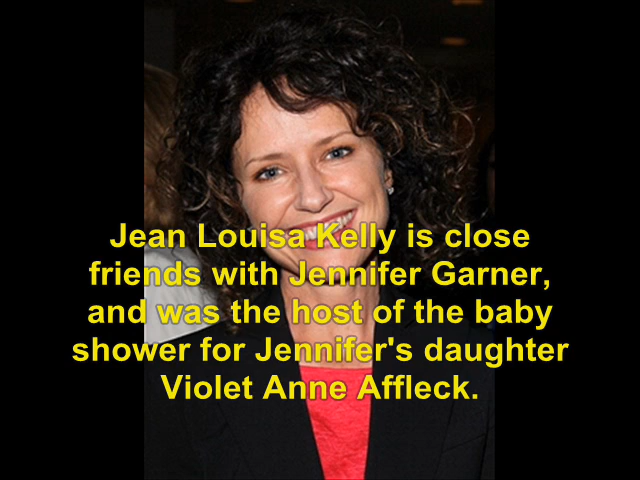 Jean Louisa Kelly is close
friends with Jennifer Garner,
and was the host of the baby
shower for Jennifer's daughter
Violet Anne Affleck.